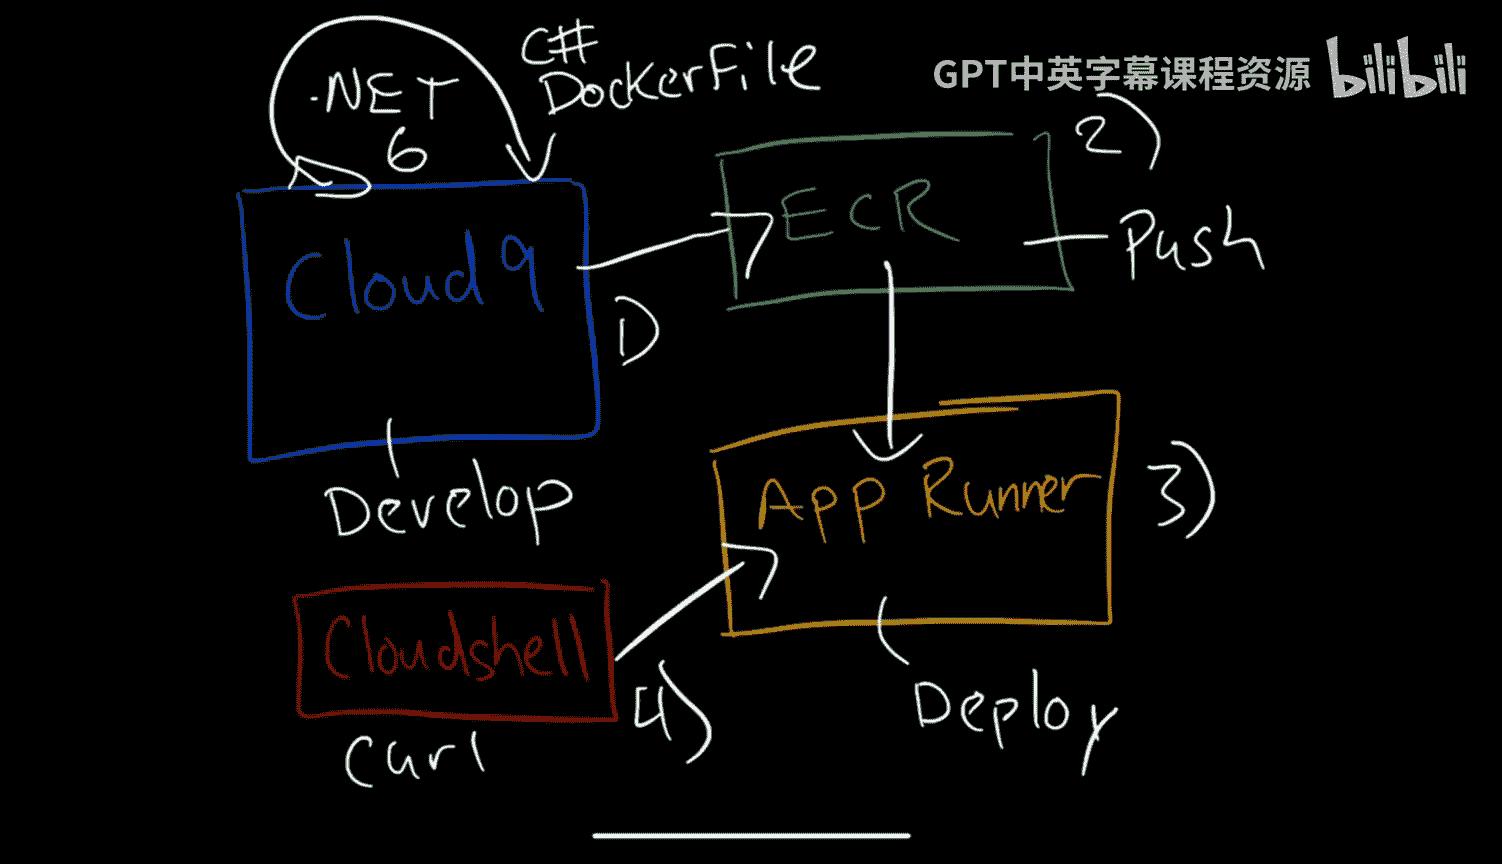 C#
DockerFile
.NET
6
GPT中英字幕课程资源 bilibili
2)
ECR
Push
Cloud9
D
Develop
App Runner
3)
Cloudshell
4)
Curl
Deploy